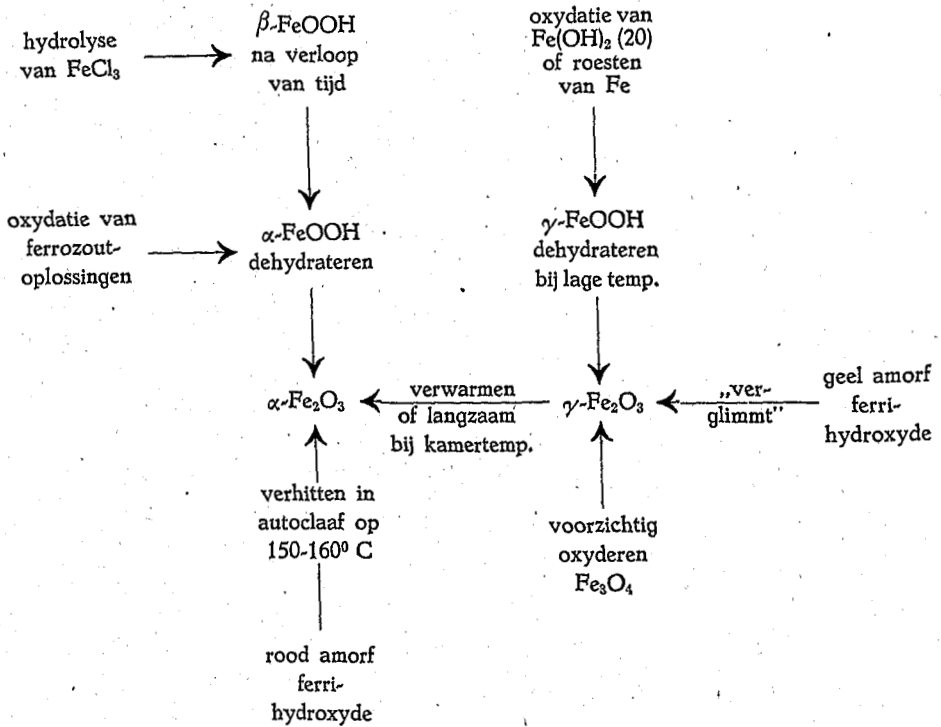 hydrolyse
van FeCl₃
β-FeOOH
na verloop
van tijd
oxydatie van
Fe(OH)₂ (20)
of roesten
van Fe
oxydatie van
ferrozout-
oplossingen
α-FeOOH
dehydrateren
γ-FeOOH
dehydrateren
bij lage temp.
α-Fe₂O₃
verwarmen
of langzaam
bij kamertemp.
γ-Fe₂O₃
„ver-
glimmt”
geel amorf
ferri-
hydroxyde
verhitten in
autoclaaf op
150-160⁰ C
voorzichtig
oxyderen
Fe₃O₄
rood amorf
ferri-
hydroxyde